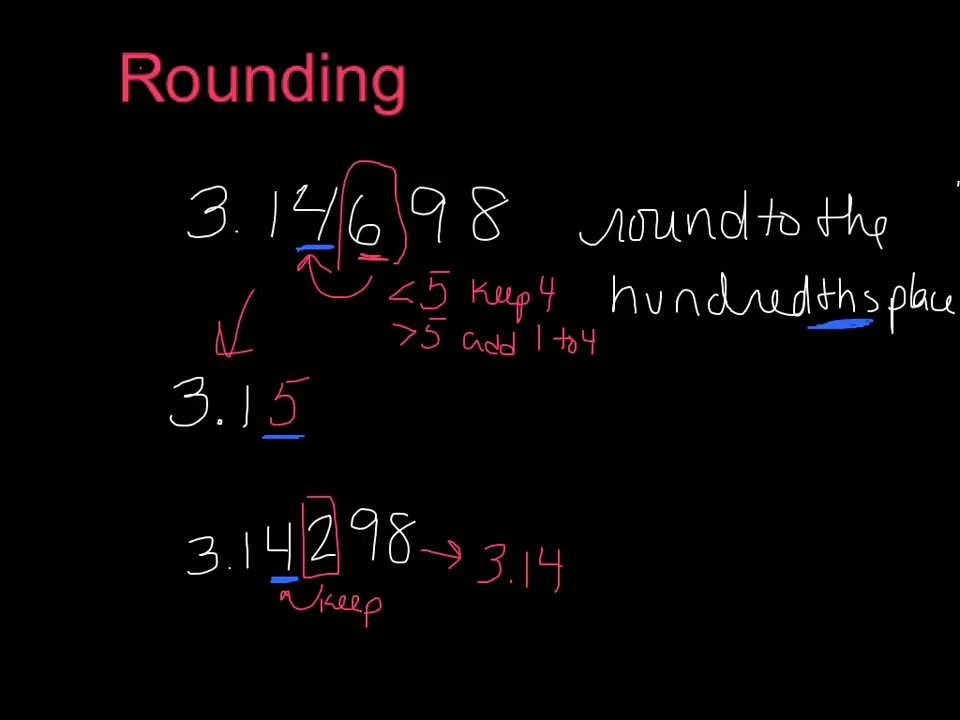 Rounding
3.14698 round to the
hundredths place
<5 keep 4
>5 add 1 to 4
3.15
3.14298 → 3.14
keep